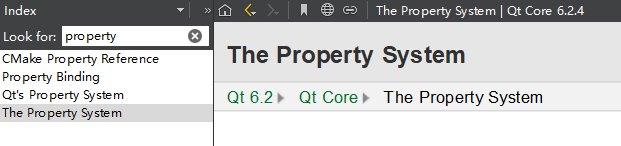 Index
Look for: property
CMake Property Reference
Property Binding
Qt's Property System
The Property System
The Property System | Qt Core 6.2.4
The Property System
Qt 6.2 Qt Core The Property System